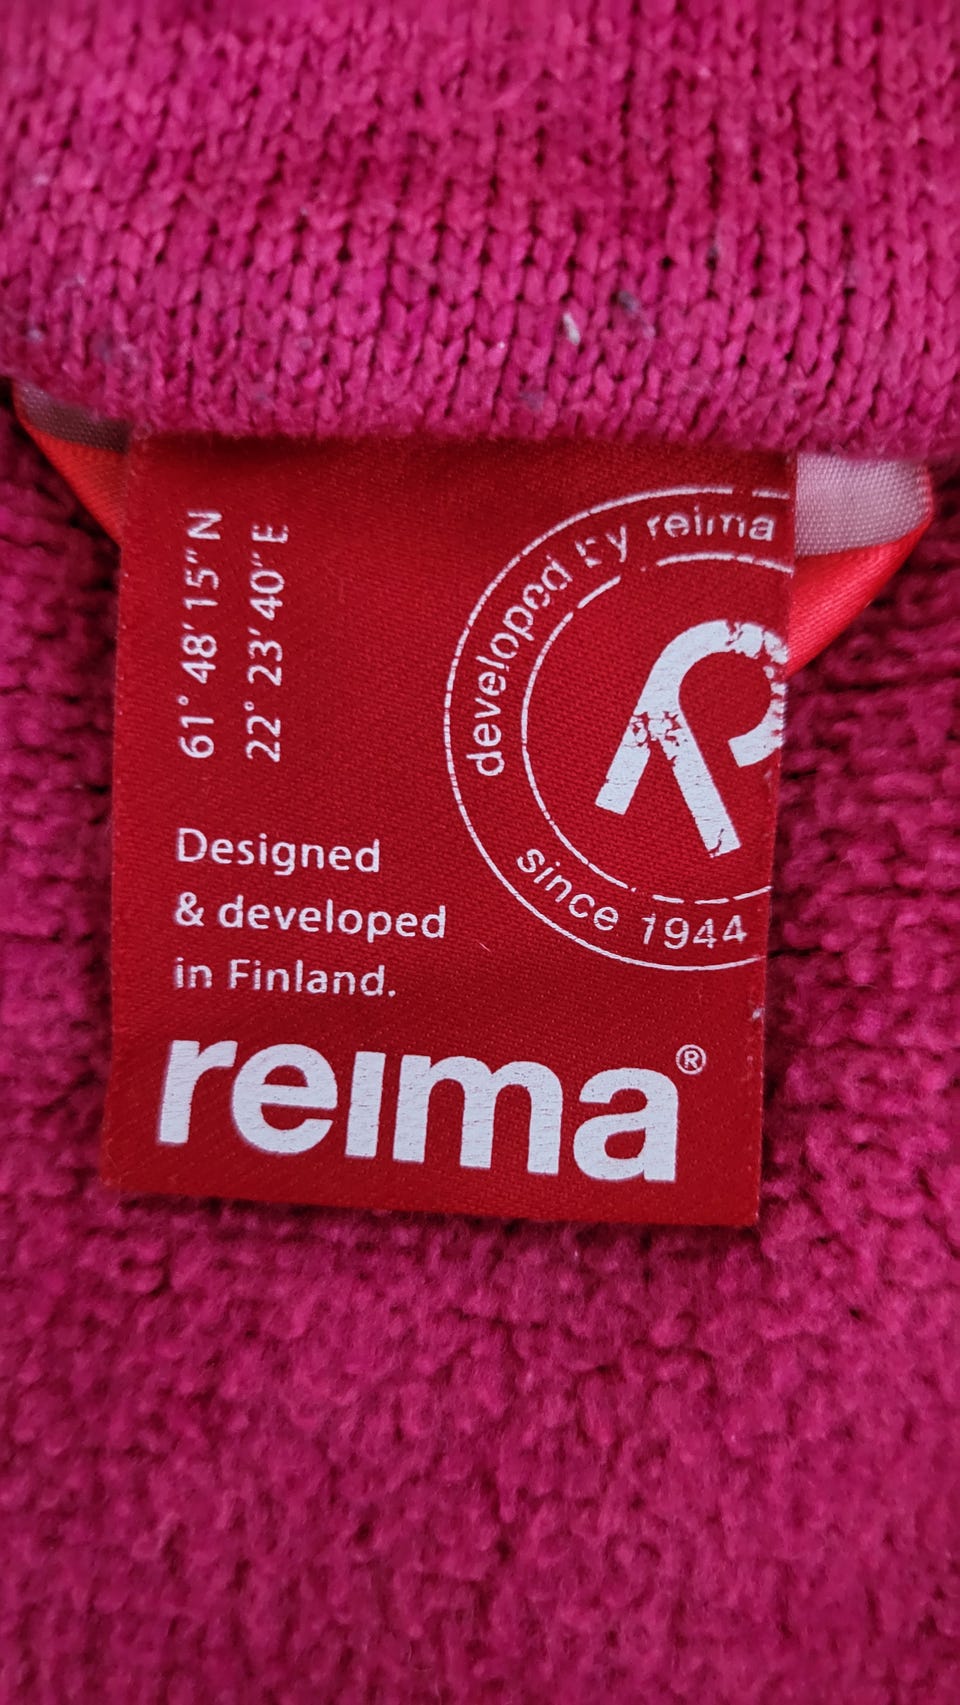 61° 48' 15" N
22° 23' 40" E
developed by reima
since 1944
Designed
& developed
in Finland.
reima®